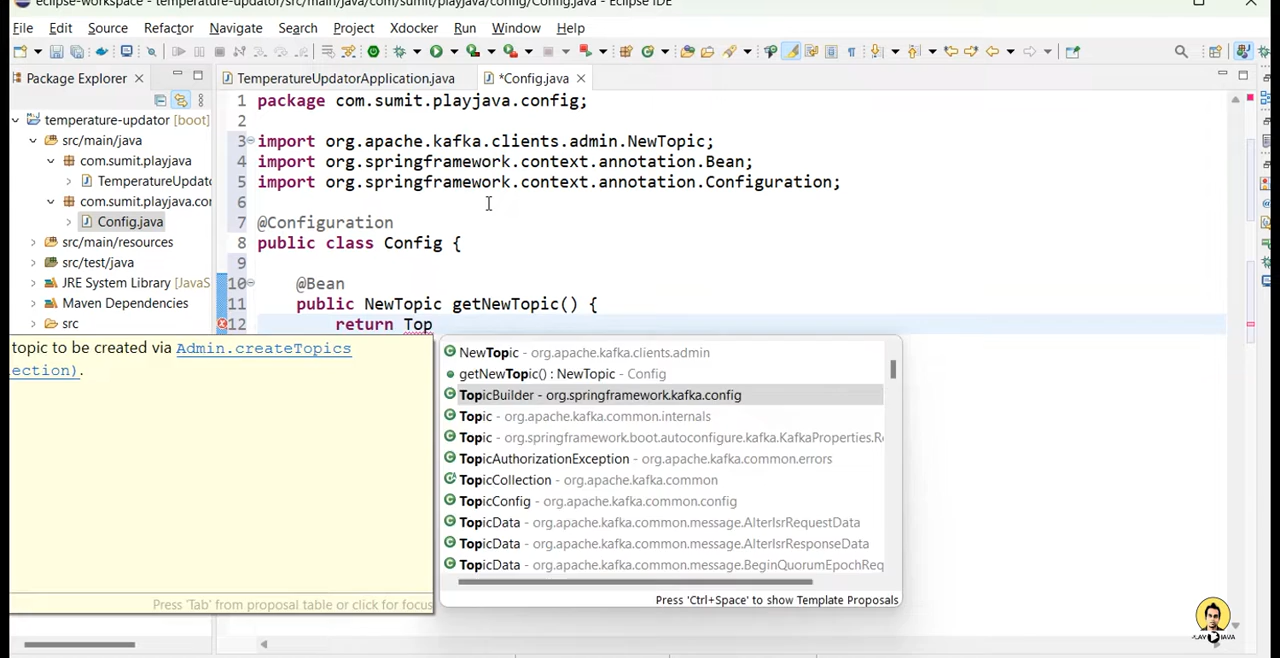 eclipse-workspace - temperature-updator/src/main/java/com/sumit/playjava/config/Config.java - Eclipse IDE
File Edit Source Refactor Navigate Search Project Xdocker Run Window Help
Package Explorer
TemperatureUpdatorApplication.java
*Config.java
temperature-updator [boot]
src/main/java
com.sumit.playjava
TemperatureUpdato
com.sumit.playjava.con
Config.java
src/main/resources
src/test/java
JRE System Library [JavaS
Maven Dependencies
src
1 package com.sumit.playjava.config;
2
3 import org.apache.kafka.clients.admin.NewTopic;
4 import org.springframework.context.annotation.Bean;
5 import org.springframework.context.annotation.Configuration;
6
7 @Configuration
8 public class Config {
9
10 @Bean
11 public NewTopic getNewTopic() {
12 return Top
topic to be created via Admin.createTopics
ection).
Press 'Tab' from proposal table or click for focus
NewTopic - org.apache.kafka.clients.admin
getNewTopic() : NewTopic - Config
TopicBuilder - org.springframework.kafka.config
Topic - org.apache.kafka.common.internals
Topic - org.springframework.boot.autoconfigure.kafka.KafkaProperties.Re
TopicAuthorizationException - org.apache.kafka.common.errors
TopicCollection - org.apache.kafka.common
TopicConfig - org.apache.kafka.common.config
TopicData - org.apache.kafka.common.message.AlterIsrRequestData
TopicData - org.apache.kafka.common.message.AlterIsrResponseData
TopicData - org.apache.kafka.common.message.BeginQuorumEpochReq
Press 'Ctrl+Space' to show Template Proposals